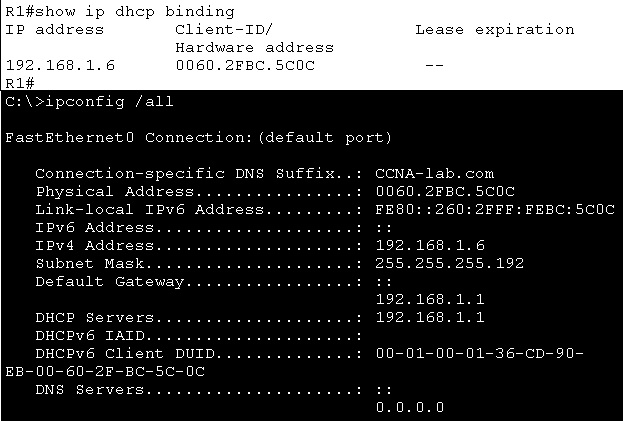 R1#show ip dhcp binding
IP address       Client-ID/              Lease expiration
                 Hardware address
192.168.1.6      0060.2FBC.5C0C           --
R1#
C:\>ipconfig /all
FastEthernet0 Connection:(default port)
   Connection-specific DNS Suffix..: CCNA-lab.com
   Physical Address................: 0060.2FBC.5C0C
   Link-local IPv6 Address.........: FE80::260:2FFF:FEBC:5C0C
   IPv6 Address....................: ::
   IPv4 Address....................: 192.168.1.6
   Subnet Mask.....................: 255.255.255.192
   Default Gateway.................: ::
                                     192.168.1.1
   DHCP Servers....................: 192.168.1.1
   DHCPv6 IAID.....................:
   DHCPv6 Client DUID..............: 00-01-00-01-36-CD-90-
EB-00-60-2F-BC-5C-0C
   DNS Servers.....................: ::
                                     0.0.0.0